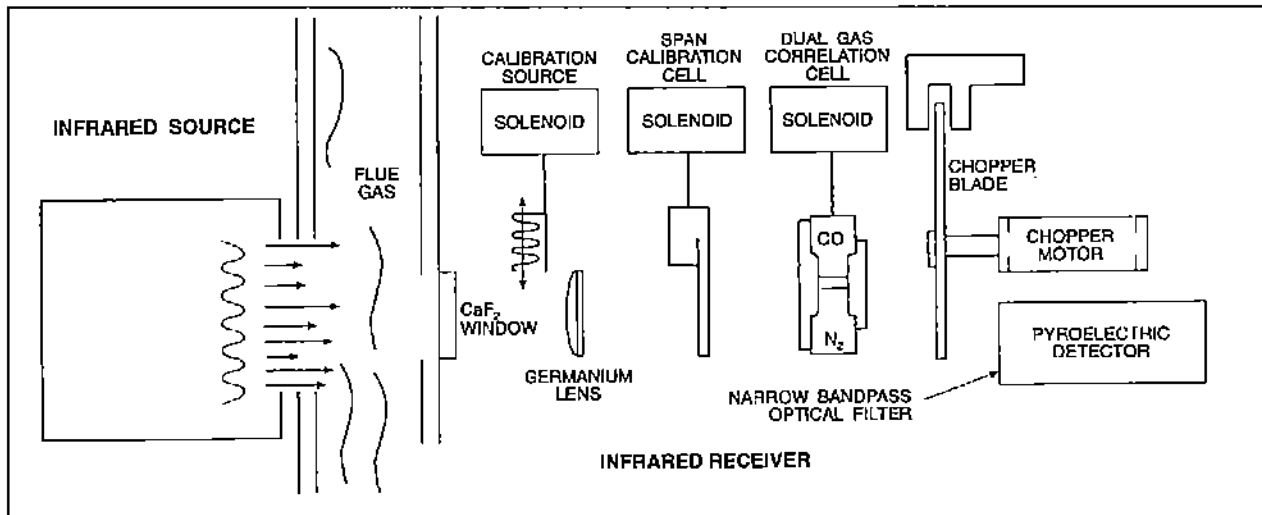 CALIBRATION
SOURCE
SPAN
CALIBRATION
CELL
DUAL GAS
CORRELATION
CELL
SOLENOID
SOLENOID
SOLENOID
INFRARED SOURCE
FLUE
GAS
CHOPPER
BLADE
CO
N₂
CHOPPER
MOTOR
CaF₂
WINDOW
GERMANIUM
LENS
PYROELECTRIC
DETECTOR
NARROW BANDPASS
OPTICAL FILTER
INFRARED RECEIVER